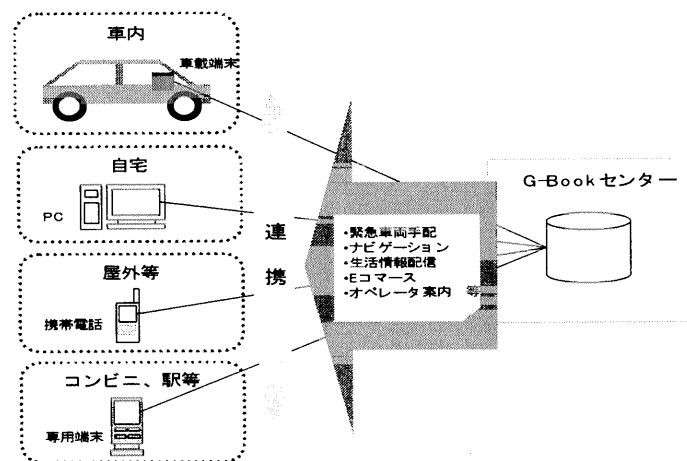 車内
車載端末
自宅
PC
屋外等
携帯電話
コンビニ、駅等
専用端末
連
携
・緊急車両手配
・ナビゲーション
・生活情報配信
・Eコマース
・オペレータ案内　等
G-Bookセンター